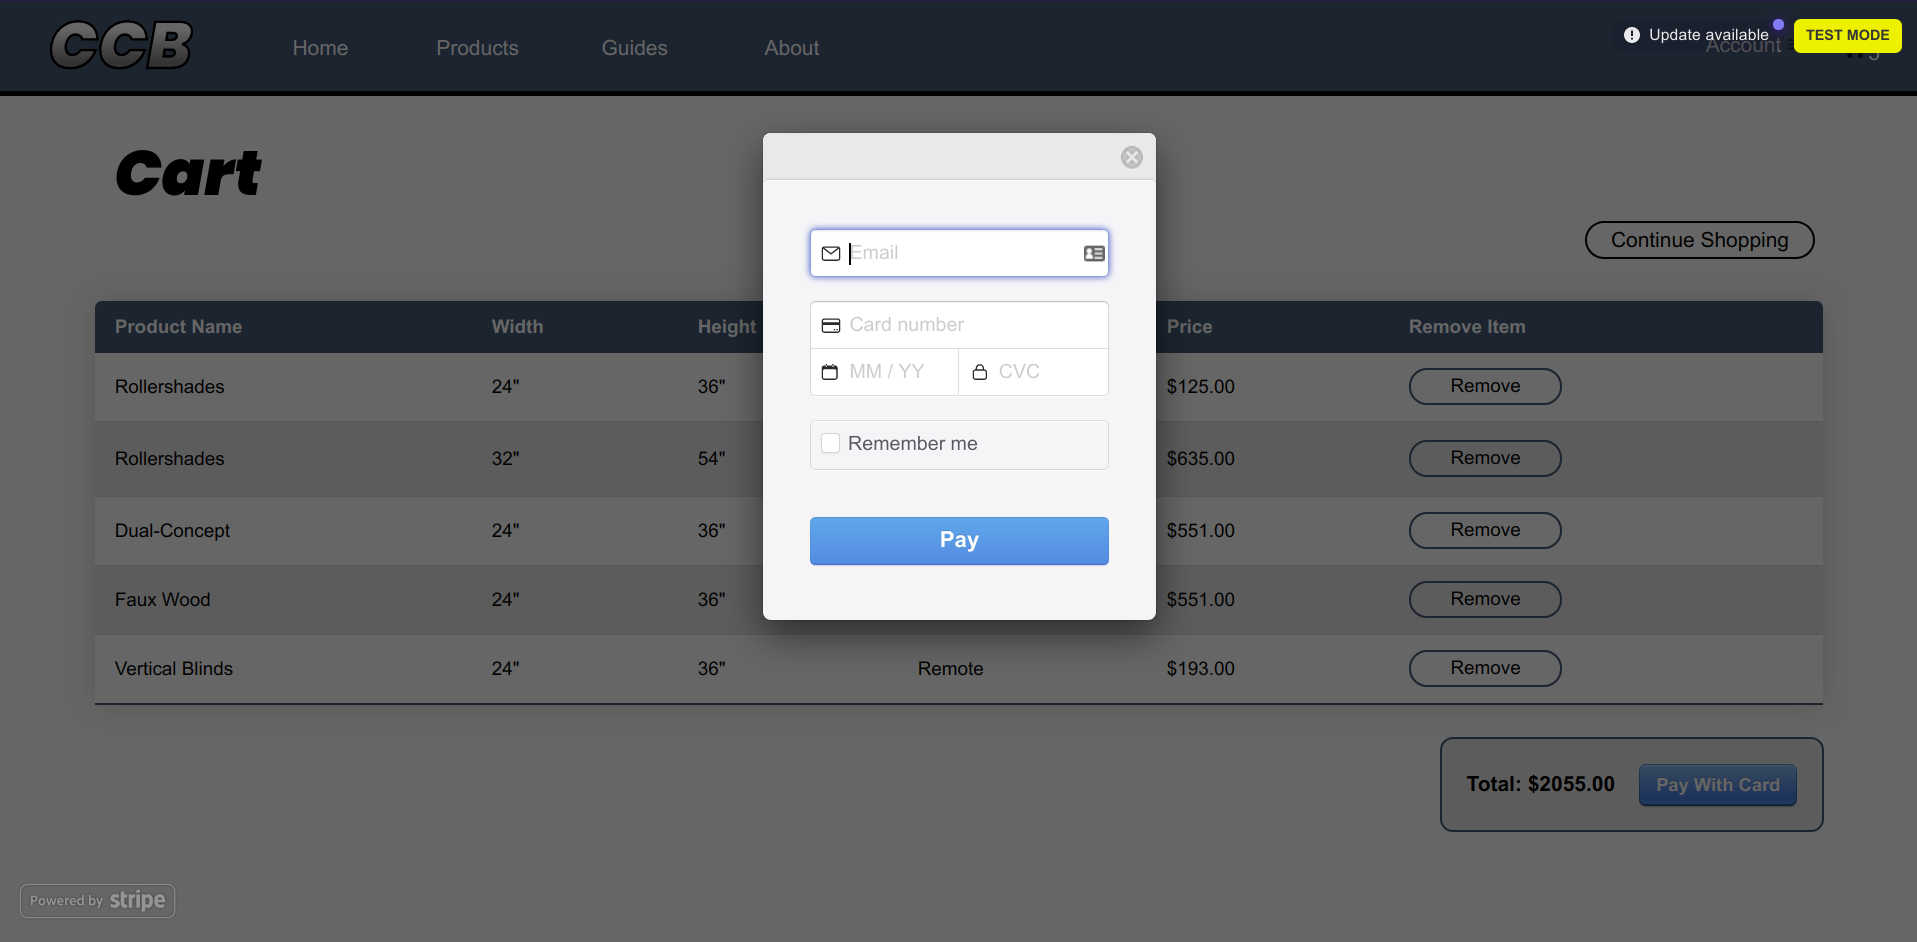 CCB Home Products Guides About Account Update available TEST MODE
Cart
Continue Shopping
Product Name Width Height Price Remove Item
Rollershades 24" 36" $125.00 Remove
Rollershades 32" 54" $635.00 Remove
Dual-Concept 24" 36" $551.00 Remove
Faux Wood 24" 36" $551.00 Remove
Vertical Blinds 24" 36" Remote $193.00 Remove
Email
Card number
MM / YY CVC
Remember me
Pay
Total: $2055.00 Pay With Card
Powered by stripe